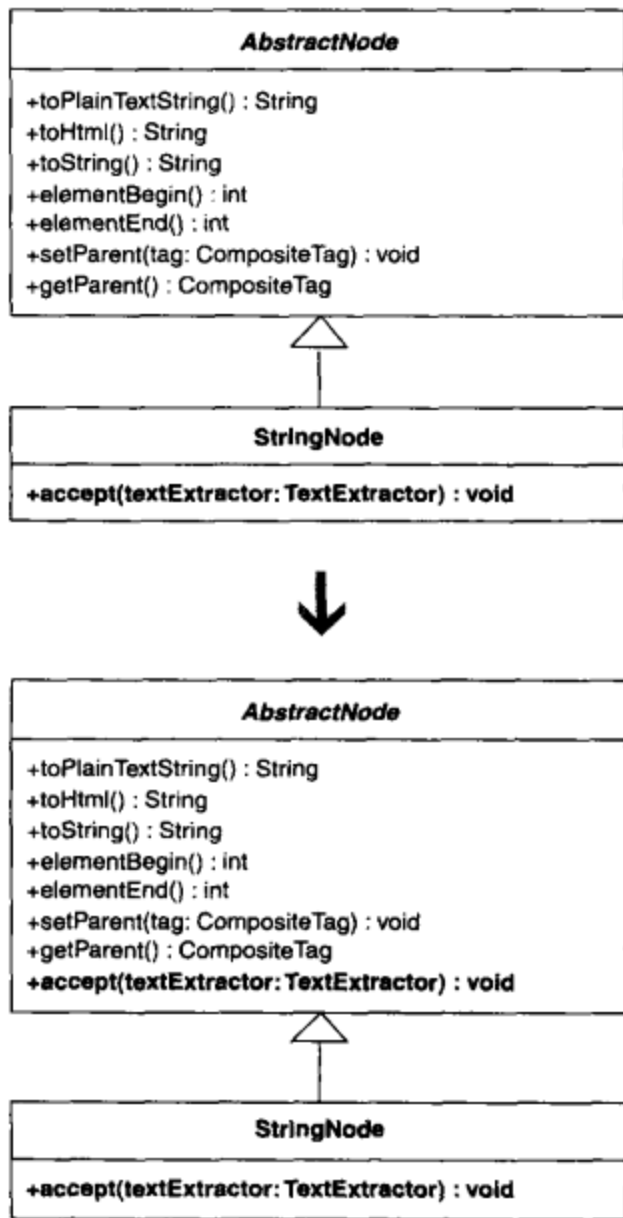 AbstractNode
+toPlainTextString() : String
+toHtml() : String
+toString() : String
+elementBegin() : int
+elementEnd() : int
+setParent(tag: CompositeTag) : void
+getParent() : CompositeTag
StringNode
+accept(textExtractor: TextExtractor) : void
AbstractNode
+toPlainTextString() : String
+toHtml() : String
+toString() : String
+elementBegin() : int
+elementEnd() : int
+setParent(tag: CompositeTag) : void
+getParent() : CompositeTag
+accept(textExtractor: TextExtractor) : void
StringNode
+accept(textExtractor: TextExtractor) : void